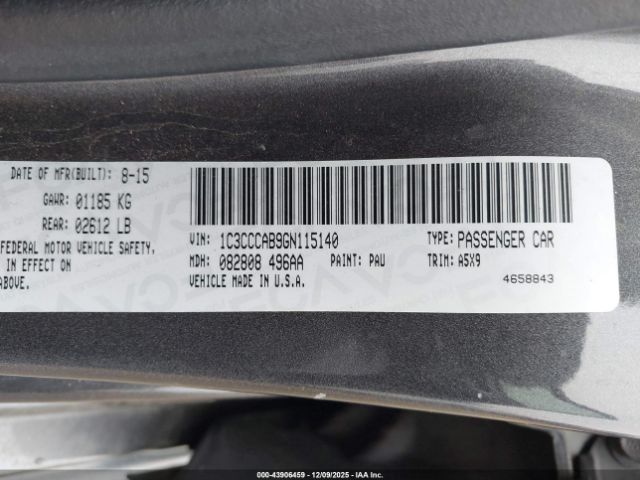 DATE OF MFR(BUILT): 8-15
GAWR: 01185 KG
REAR: 02612 LB
FEDERAL MOTOR VEHICLE SAFETY,
IN EFFECT ON
ABOVE.
VIN: 1C3CCCAB9GN115140 TYPE: PASSENGER CAR
MDH: 082808 496AA PAINT: PAU TRIM: A5X9
VEHICLE MADE IN U.S.A.
4658843
000-43906459 | 12/09/2025 - IAA, Inc.